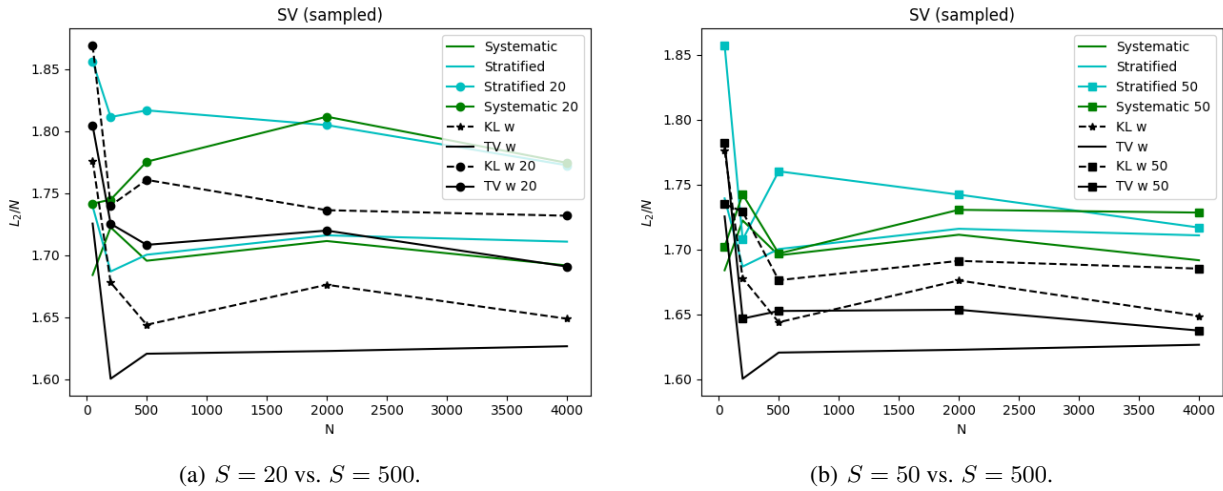 SV (sampled)
1.85
1.80
1.75
1.70
1.65
1.60
L₂/N
0
500
1000
1500
2000
2500
3000
3500
4000
N
Systematic
Stratified
Stratified 20
Systematic 20
KL w
TV w
KL w 20
TV w 20
(a) S = 20 vs. S = 500.
SV (sampled)
1.85
1.80
1.75
1.70
1.65
1.60
L₂/N
0
500
1000
1500
2000
2500
3000
3500
4000
N
Systematic
Stratified
Stratified 50
Systematic 50
KL w
TV w
KL w 50
TV w 50
(b) S = 50 vs. S = 500.